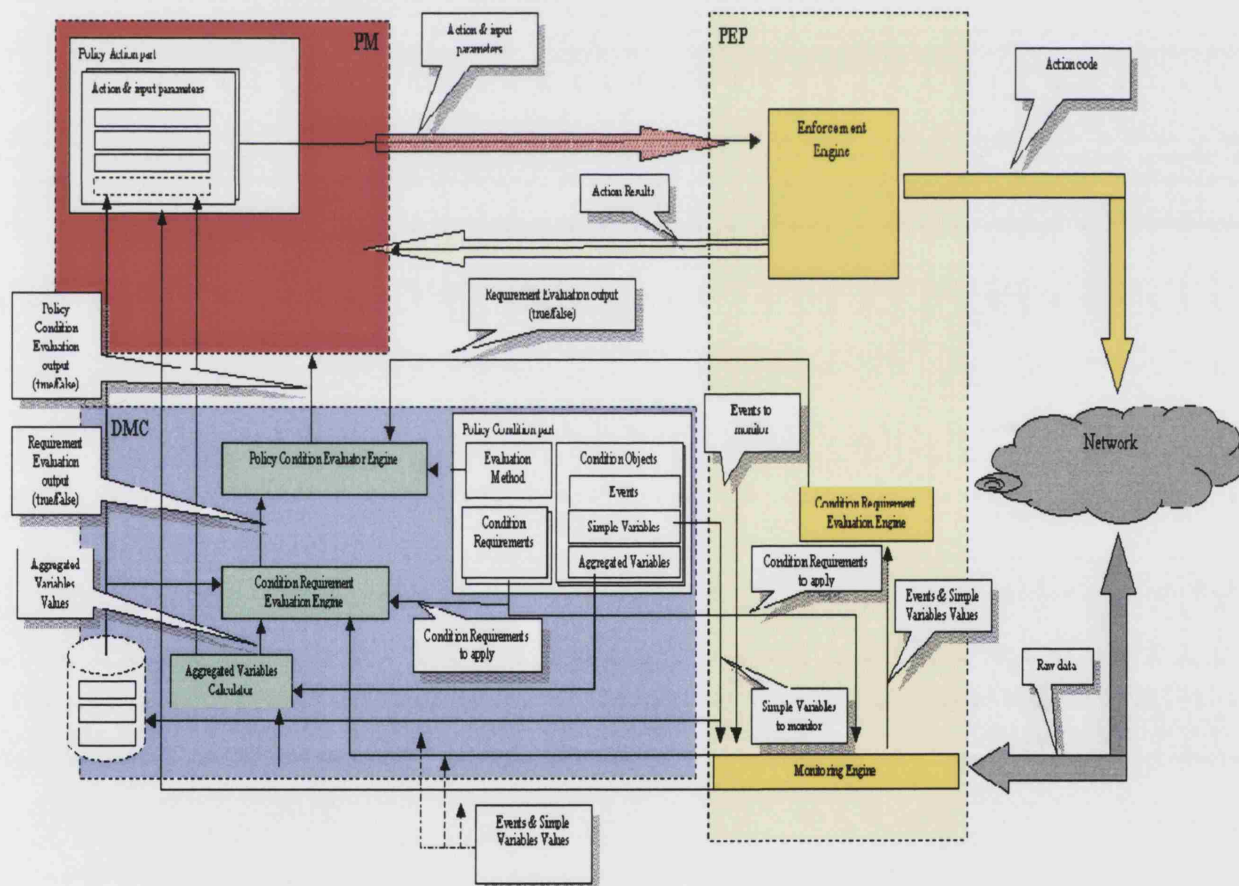 PM
Policy Action part
Action & input parameters
Action & input
parameters
PEP
Action code
Enforcement
Engine
Action Results
Requirement Evaluation output
(true/false)
Policy
Condition
Evaluation
output
(true/false)
Requirement
Evaluation
output
(true/false)
Aggregated
Variables
Values
DMC
Policy Condition Evaluator Engine
Policy Condition part
Evaluation
Method
Condition
Requirements
Condition Objects
Events
Simple Variables
Aggregated Variables
Condition Requirement
Evaluation Engine
Condition Requirements
to apply
Aggregated Variables
Calculator
Events to
monitor
Condition Requirement
Evaluation Engine
Condition Requirements
to apply
Events & Simple
Variables Values
Simple Variables
to monitor
Monitoring Engine
Network
Raw data
Events & Simple
Variables Values